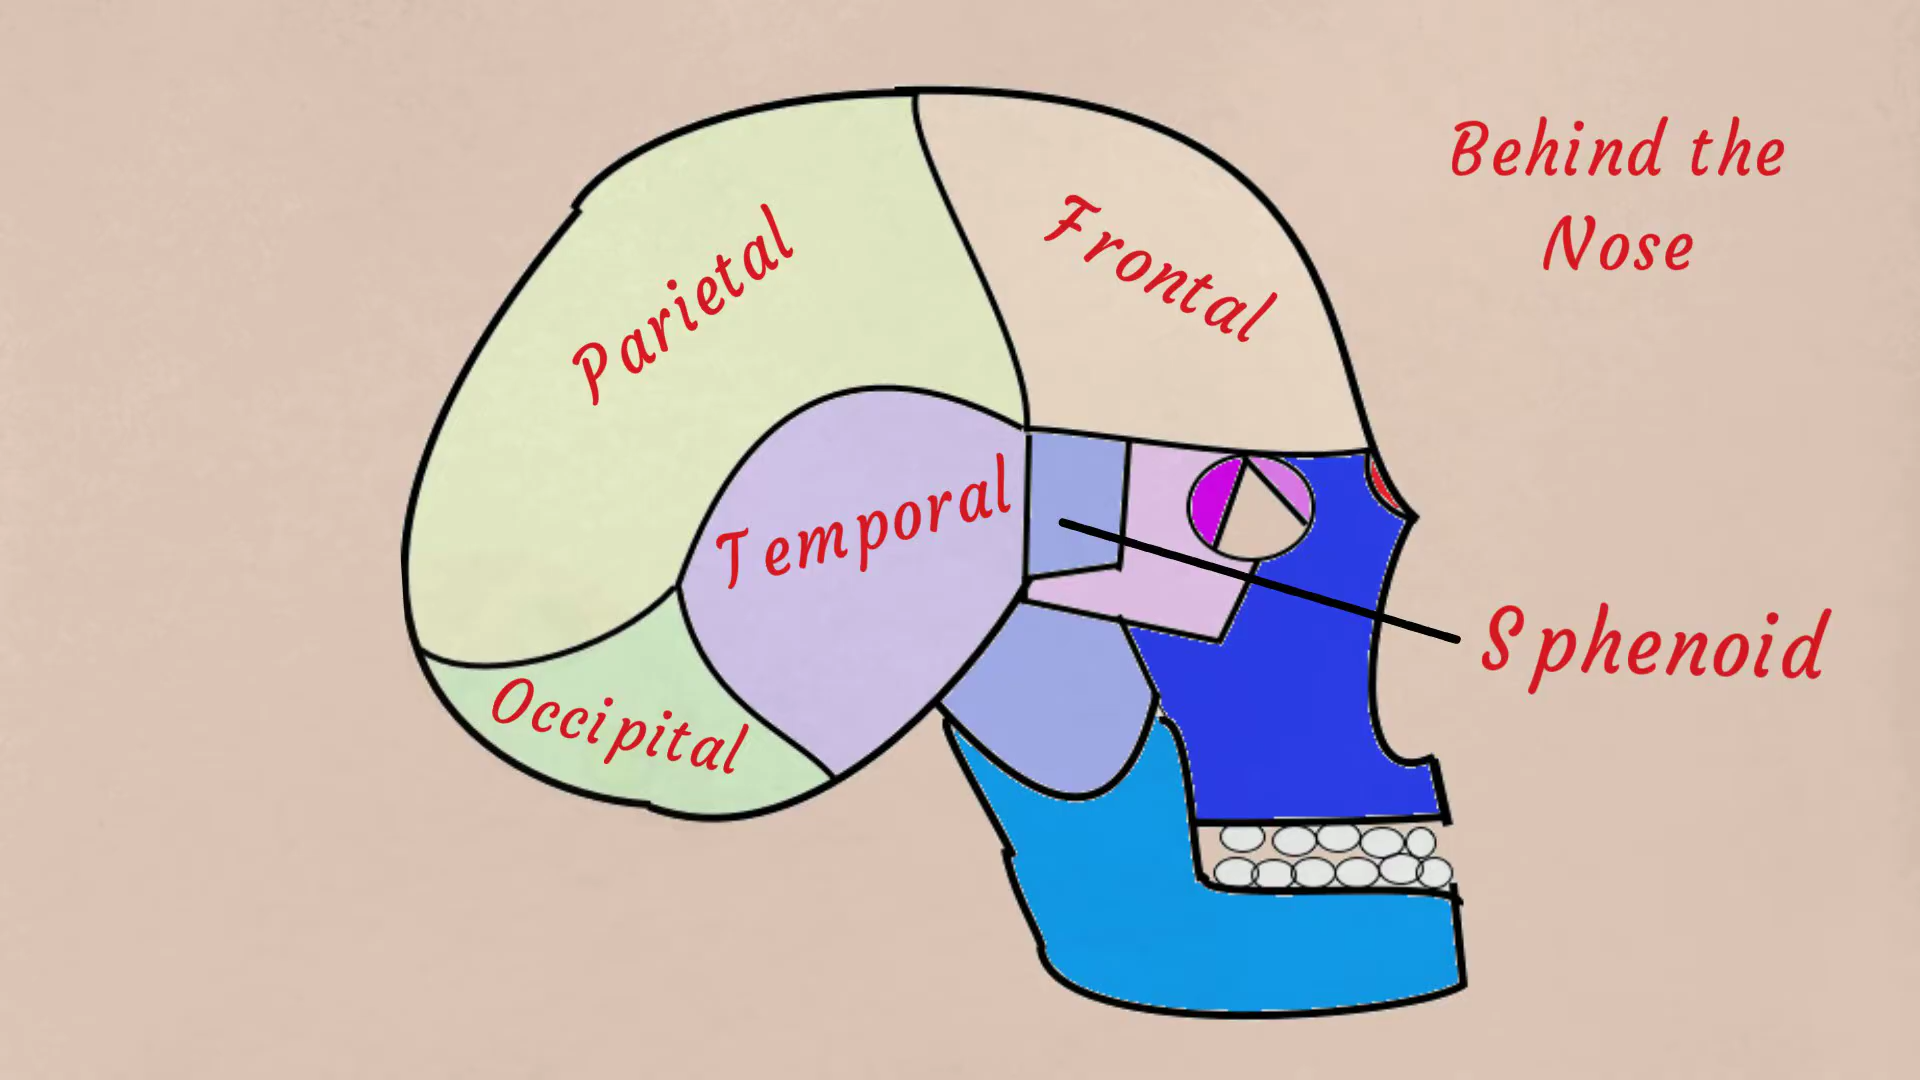 Behind the
Nose
Parietal
Frontal
Temporal
Sphenoid
Occipital